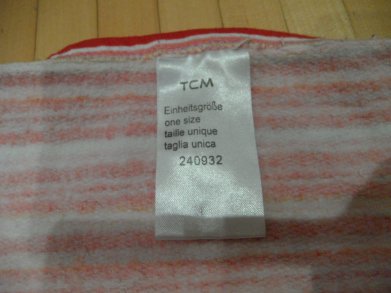 TCM
Einheitsgröße
one size
taille unique
taglia unica
240932